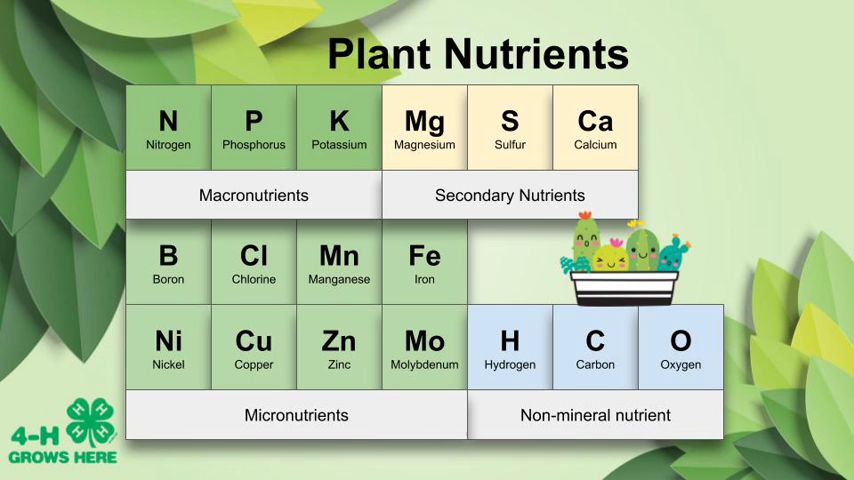 Plant Nutrients
N P K Mg S Ca
Nitrogen Phosphorus Potassium Magnesium Sulfur Calcium
Macronutrients Secondary Nutrients
B Cl Mn Fe
Boron Chlorine Manganese Iron
Ni Cu Zn Mo H C O
Nickel Copper Zinc Molybdenum Hydrogen Carbon Oxygen
Micronutrients Non-mineral nutrient
H H H H
4-H
GROWS HERE